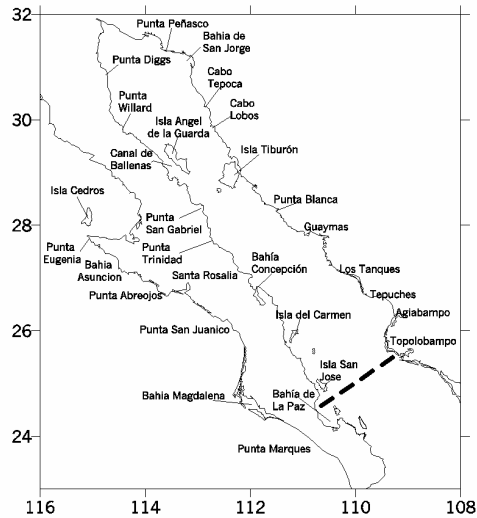 32
Punta Peñasco
Bahia de
San Jorge
Punta Diggs
Cabo
Tepoca
Punta
Willard
Cabo
Lobos
30
Isla Angel
de la Guarda
Canal de
Ballenas
Isla Tiburón
Isla Cedros
Punta Blanca
Punta
San Gabriel
28
Guaymas
Punta
Eugenia
Punta
Trinidad
Bahia
Asuncion
Bahía
Concepción
Santa Rosalia
Los Tanques
Punta Abreojos
Tepuches
Isla del Carmen
Agiabampo
26
Punta San Juanico
Topolobampo
Isla San
Jose
Bahia Magdalena
Bahía de
La Paz
24
Punta Marques
116
114
112
110
108